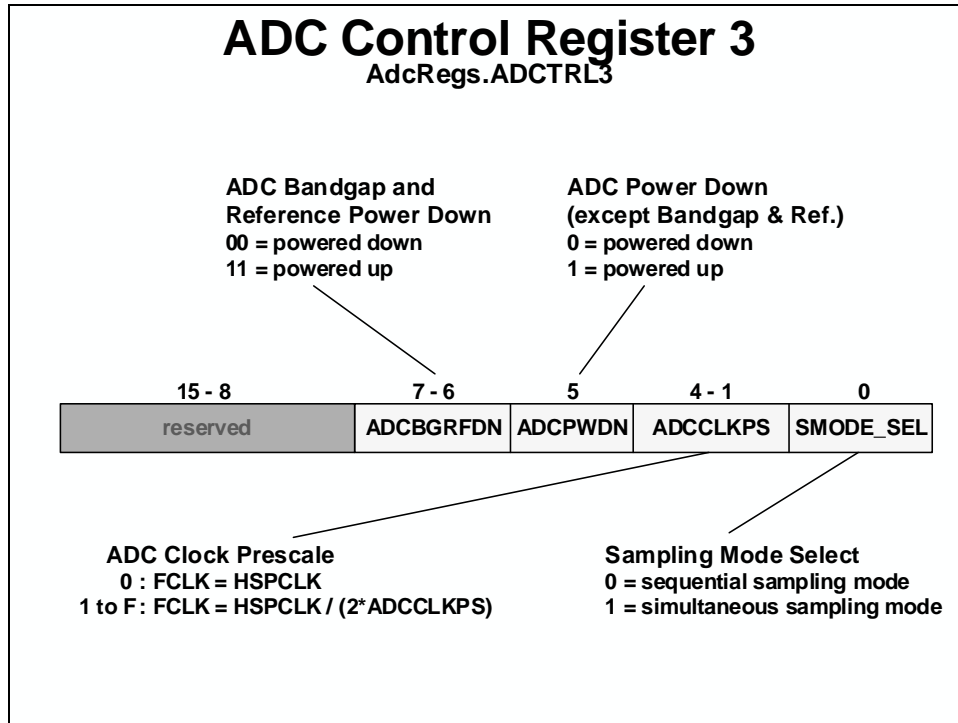 ADC Control Register 3
AdcRegs.ADCTRL3
ADC Bandgap and
Reference Power Down
00 = powered down
11 = powered up
ADC Power Down
(except Bandgap & Ref.)
0 = powered down
1 = powered up
15 - 8 7 - 6 5 4 - 1 0
reserved ADCBGRFDN ADCPWDN ADCCLKPS SMODE_SEL
ADC Clock Prescale
0 : FCLK = HSPCLK
1 to F: FCLK = HSPCLK / (2*ADCCLKPS)
Sampling Mode Select
0 = sequential sampling mode
1 = simultaneous sampling mode